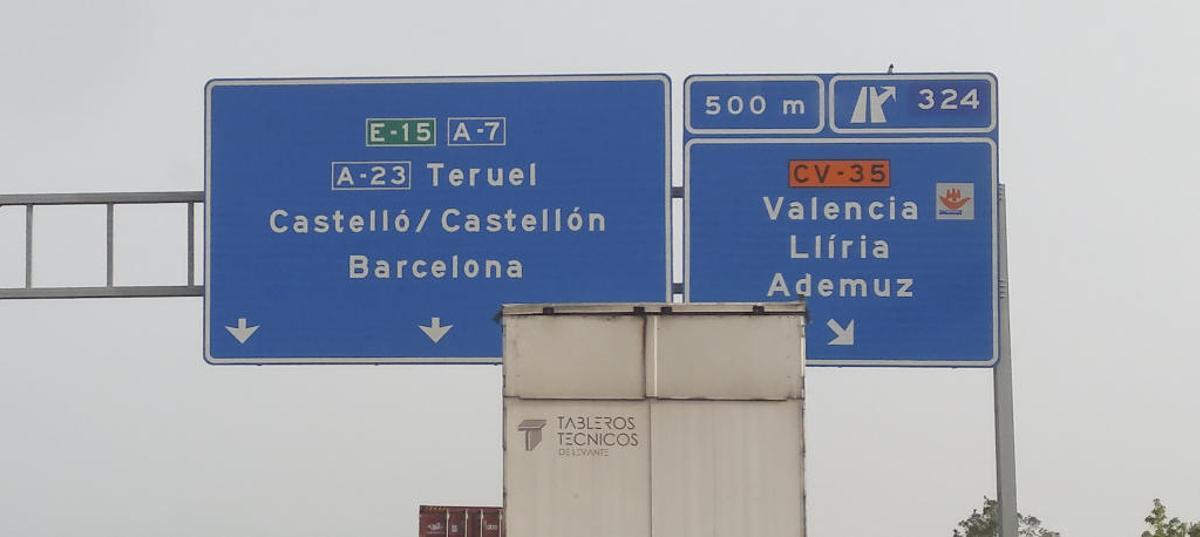 E-15 A-7
A-23 Teruel
Castelló/Castellón
Barcelona
500 m
324
CV-35
Valencia
Llíria
Ademuz
TABLEROS
TECNICOS
DE LEVANTE